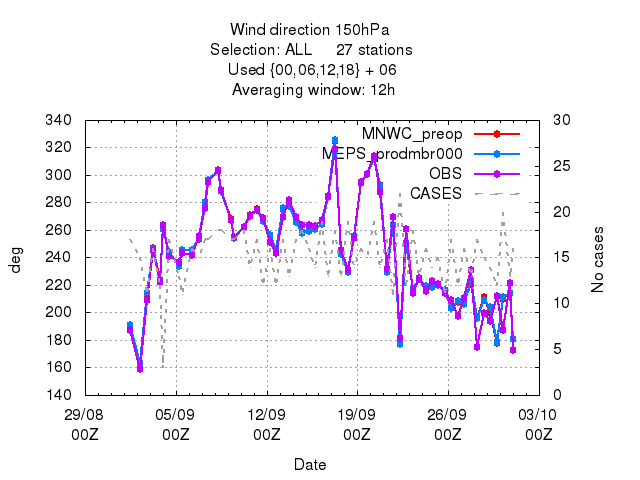 Wind direction 150hPa
Selection: ALL 27 stations
Used {00,06,12,18} + 06
Averaging window: 12h
340
320
300
280
260
240
220
200
180
160
140
deg
30
25
20
15
10
5
0
No cases
MNWC_preop
MEPS_prodmbr000
OBS
CASES
29/08 05/09 12/09 19/09 26/09 03/10
00Z 00Z 00Z 00Z 00Z 00Z
Date